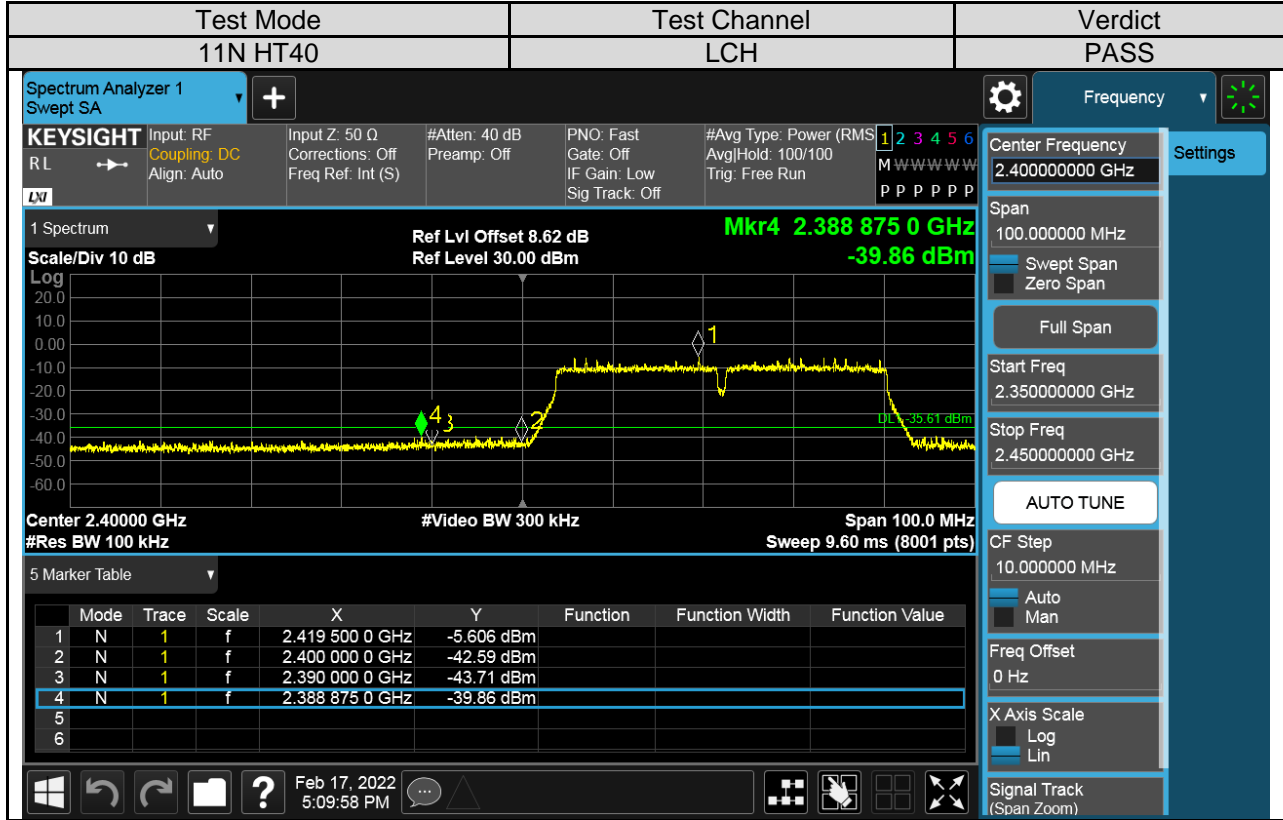 Test Mode Test Channel Verdict
11N HT40 LCH PASS
Spectrum Analyzer 1
Swept SA
Frequency
KEYSIGHT
R L
LXI
Input: RF
Coupling: DC
Align: Auto
Input Z: 50 Ω
Corrections: Off
Freq Ref: Int (S)
#Atten: 40 dB
Preamp: Off
PNO: Fast
Gate: Off
IF Gain: Low
Sig Track: Off
#Avg Type: Power (RMS
Avg|Hold: 100/100
Trig: Free Run
1 2 3 4 5 6
M W W W W W
P P P P P P
1 Spectrum
Scale/Div 10 dB
Ref Lvl Offset 8.62 dB
Ref Level 30.00 dBm
Mkr4 2.388 875 0 GHz
-39.86 dBm
Log
20.0
10.0
0.00
-10.0
-20.0
-30.0
-40.0
-50.0
-60.0
1
2
3
4
DL1 -35.61 dBm
Center 2.40000 GHz #Video BW 300 kHz Span 100.0 MHz
#Res BW 100 kHz Sweep 9.60 ms (8001 pts)
5 Marker Table
Mode Trace Scale X Y Function Function Width Function Value
1 N 1 f 2.419 500 0 GHz -5.606 dBm
2 N 1 f 2.400 000 0 GHz -42.59 dBm
3 N 1 f 2.390 000 0 GHz -43.71 dBm
4 N 1 f 2.388 875 0 GHz -39.86 dBm
5
6
Feb 17, 2022
5:09:58 PM
Center Frequency
2.400000000 GHz
Settings
Span
100.000000 MHz
Swept Span
Zero Span
Full Span
Start Freq
2.350000000 GHz
Stop Freq
2.450000000 GHz
AUTO TUNE
CF Step
10.000000 MHz
Auto
Man
Freq Offset
0 Hz
X Axis Scale
Log
Lin
Signal Track
(Span Zoom)